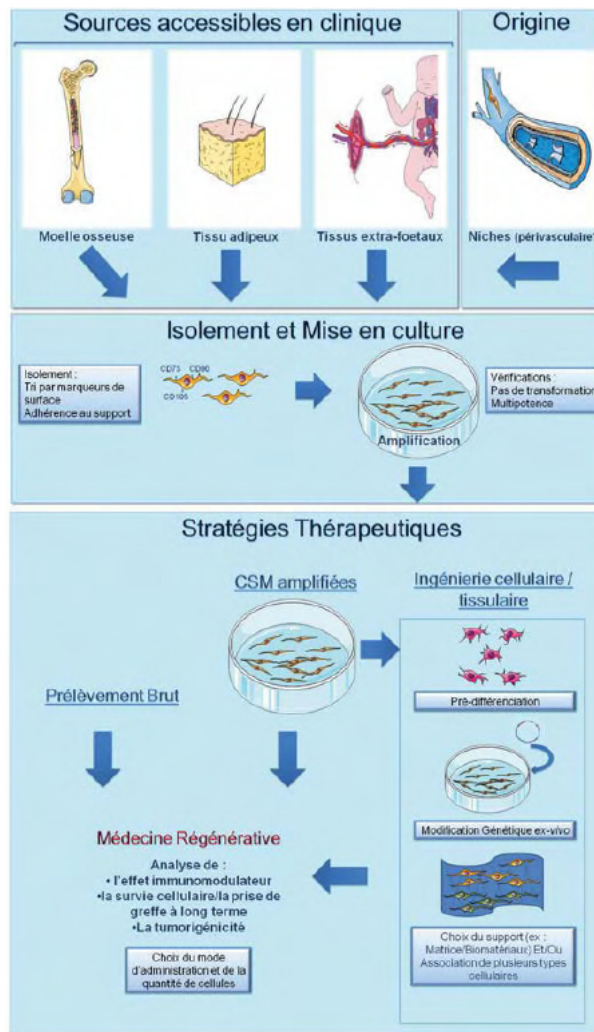 Sources accessibles en clinique
Origine
Moelle osseuse
Tissu adipeux
Tissus extra-foetaux
Niches (périvasculaire?
Isolement et Mise en culture
Isolement :
Tri par marqueurs de
surface
Adhérence au support
CD73
CD90
CD105
Amplification
Vérifications :
Pas de transformation
Multipotence
Stratégies Thérapeutiques
CSM amplifiées
Ingénierie cellulaire /
tissulaire
Prélèvement Brut
Pré-différenciation
Modification Génétique ex-vivo
Médecine Régénérative
Analyse de :
• l'effet immunomodulateur
•la survie cellulaire/la prise de
greffe à long terme
•La tumorigénicité
Choix du mode
d'administration et de la
quantité de cellules
Choix du support (ex :
Matrice/Biomatériaux) Et/Ou
Association de plusieurs types
cellulaires